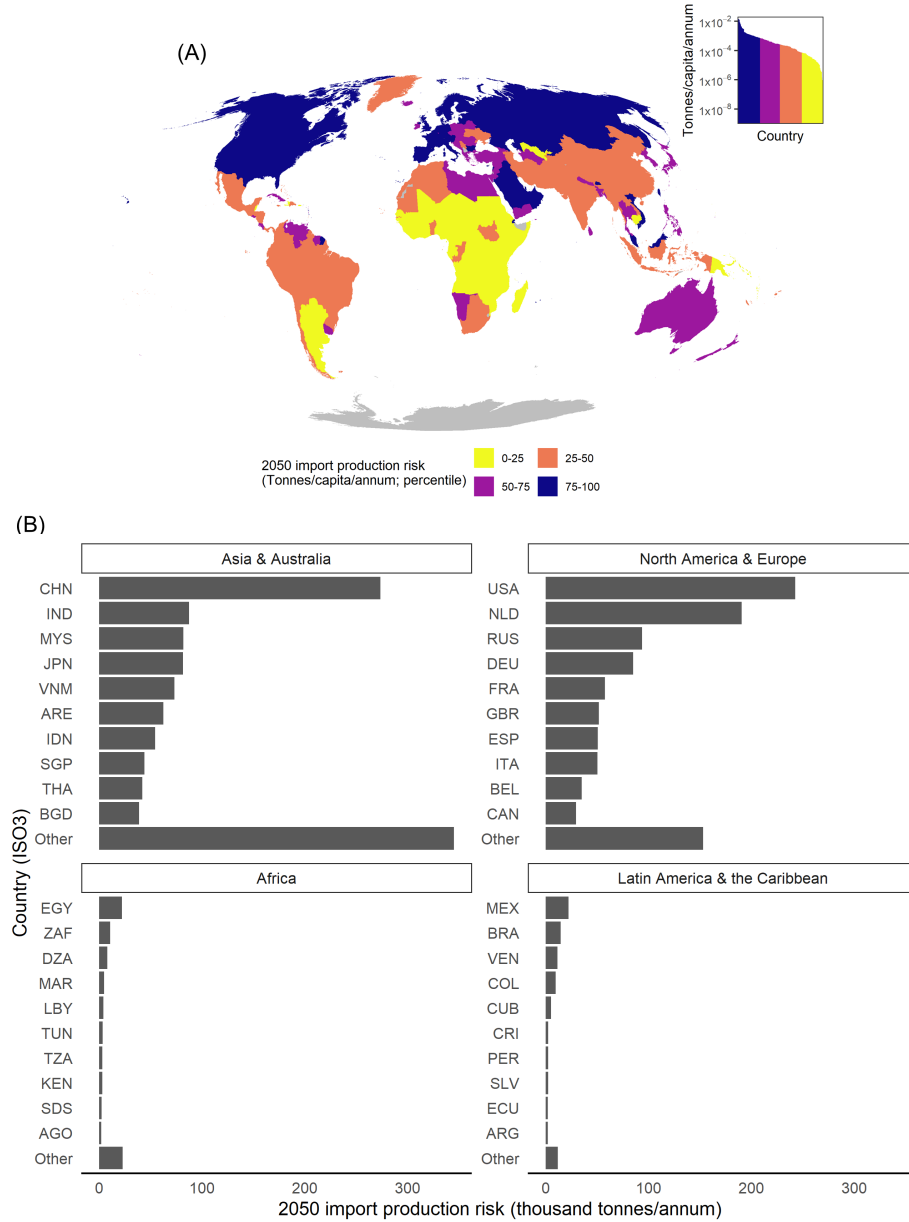 (A)
Tonnes/capita/annum
1x10⁻²
1x10⁻⁴
1x10⁻⁶
1x10⁻⁸
Country
2050 import production risk
(Tonnes/capita/annum; percentile)
0-25
25-50
50-75
75-100
(B)
Country (ISO3)
Asia & Australia
CHN
IND
MYS
JPN
VNM
ARE
IDN
SGP
THA
BGD
Other
North America & Europe
USA
NLD
RUS
DEU
FRA
GBR
ESP
ITA
BEL
CAN
Other
Africa
EGY
ZAF
DZA
MAR
LBY
TUN
TZA
KEN
SDS
AGO
Other
0 100 200 300
Latin America & the Caribbean
MEX
BRA
VEN
COL
CUB
CRI
PER
SLV
ECU
ARG
Other
0 100 200 300
2050 import production risk (thousand tonnes/annum)